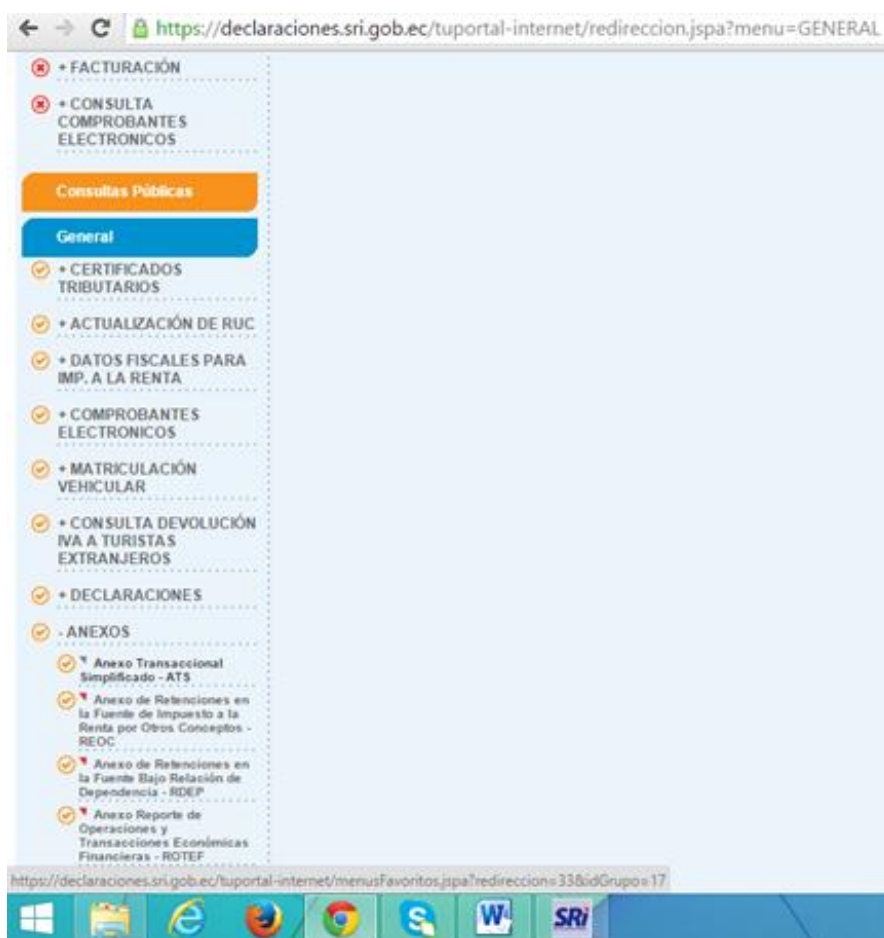 https://declaraciones.sri.gob.ec/tuportal-internet/redireccion.jspa?menu=GENERAL
+ FACTURACIÓN
+ CONSULTA
COMPROBANTES
ELECTRONICOS
Consultas Públicas
General
+ CERTIFICADOS
TRIBUTARIOS
+ ACTUALIZACIÓN DE RUC
+ DATOS FISCALES PARA
IMP. A LA RENTA
+ COMPROBANTES
ELECTRONICOS
+ MATRICULACIÓN
VEHICULAR
+ CONSULTA DEVOLUCIÓN
IVA A TURISTAS
EXTRANJEROS
+ DECLARACIONES
- ANEXOS
Anexo Transaccional
Simplificado - ATS
Anexo de Retenciones en
la Fuente de Impuesto a la
Renta por Otros Conceptos -
REOC
Anexo de Retenciones en
la Fuente Bajo Relación de
Dependencia - RDEP
Anexo Reporte de
Operaciones y
Transacciones Económicas
Financieras - ROTEF
https://declaraciones.sri.gob.ec/tuportal-internet/menusFavoritos.jspa?redireccion=33&idGrupo=17
SRi